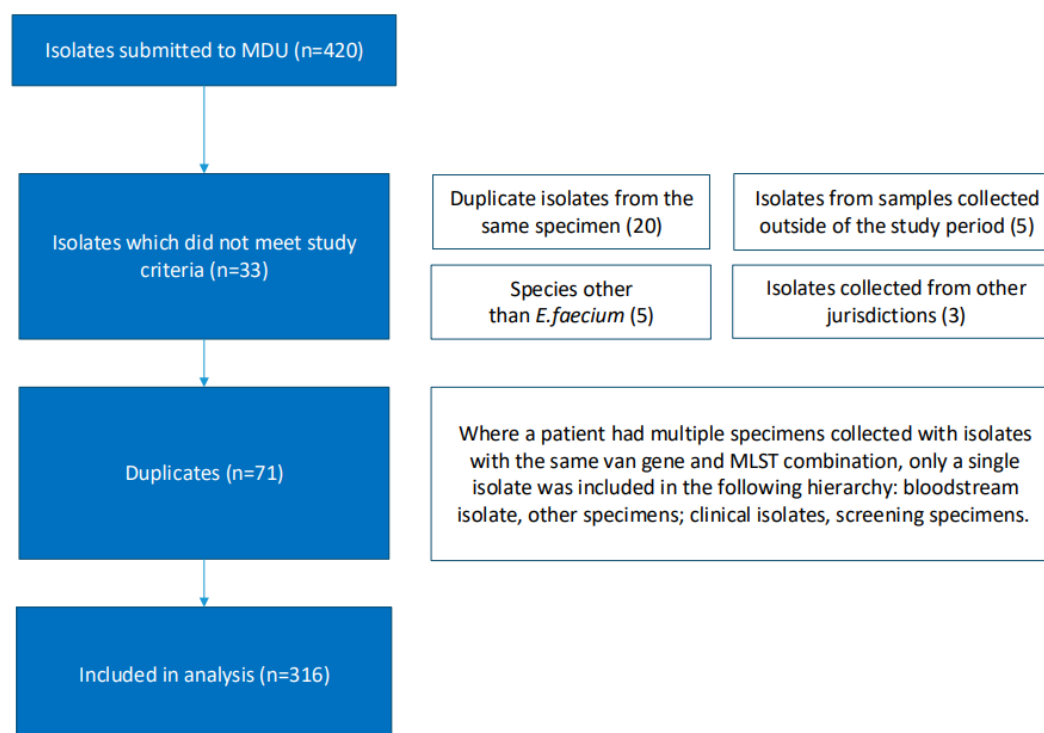 Isolates submitted to MDU (n=420)
Isolates which did not meet study
criteria (n=33)
Duplicate isolates from the
same specimen (20)
Isolates from samples collected
outside of the study period (5)
Species other
than E.faecium (5)
Isolates collected from other
jurisdictions (3)
Duplicates (n=71)
Where a patient had multiple specimens collected with isolates
with the same van gene and MLST combination, only a single
isolate was included in the following hierarchy: bloodstream
isolate, other specimens; clinical isolates, screening specimens.
Included in analysis (n=316)